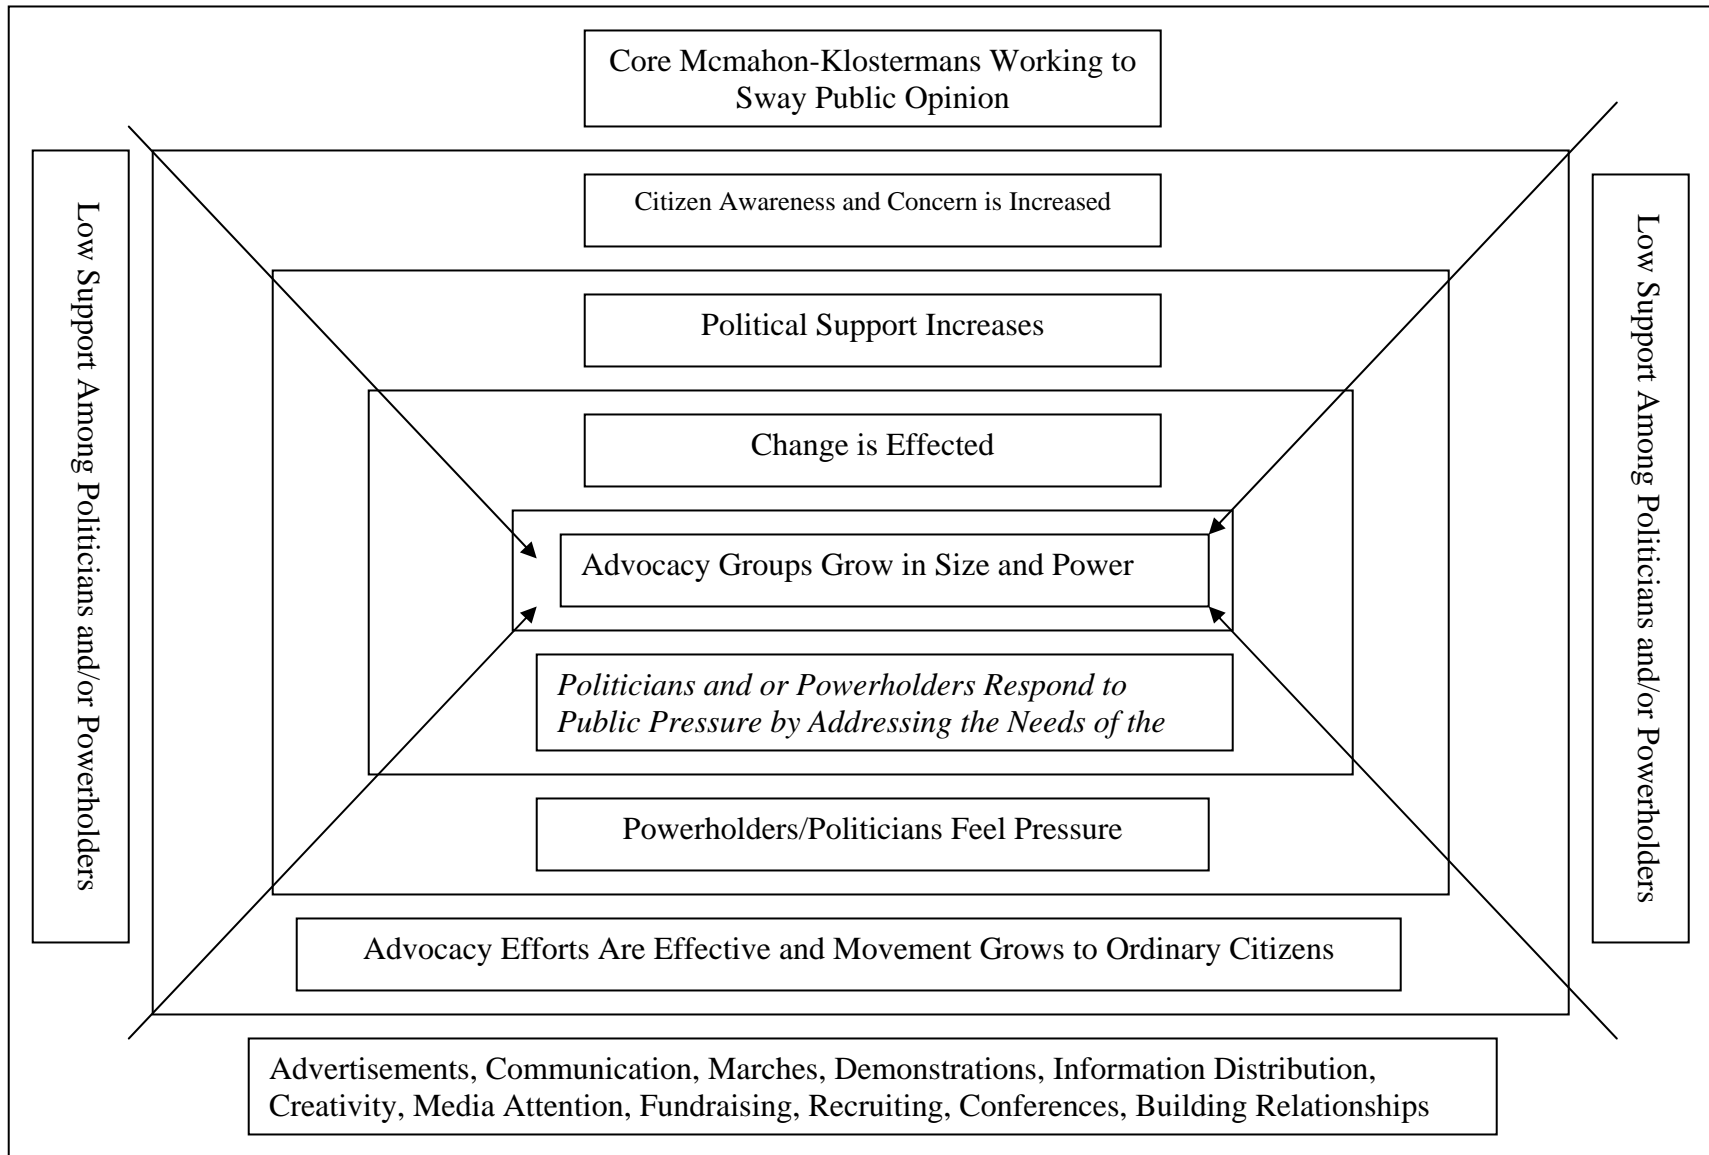 Core Mcmahon-Klostermans Working to
Sway Public Opinion
Low Support Among Politicians and/or Powerholders
Citizen Awareness and Concern is Increased
Low Support Among Politicians and/or Powerholders
Political Support Increases
Change is Effected
Advocacy Groups Grow in Size and Power
Politicians and or Powerholders Respond to
Public Pressure by Addressing the Needs of the
Powerholders/Politicians Feel Pressure
Advocacy Efforts Are Effective and Movement Grows to Ordinary Citizens
Advertisements, Communication, Marches, Demonstrations, Information Distribution,
Creativity, Media Attention, Fundraising, Recruiting, Conferences, Building Relationships